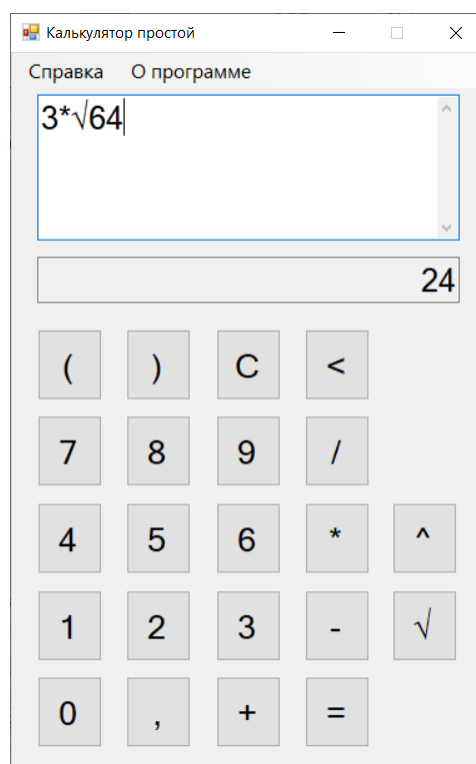 Калькулятор простой
Справка О программе
3*√64
24
( ) C <
7 8 9 /
4 5 6 * ^
1 2 3 - √
0 , + =